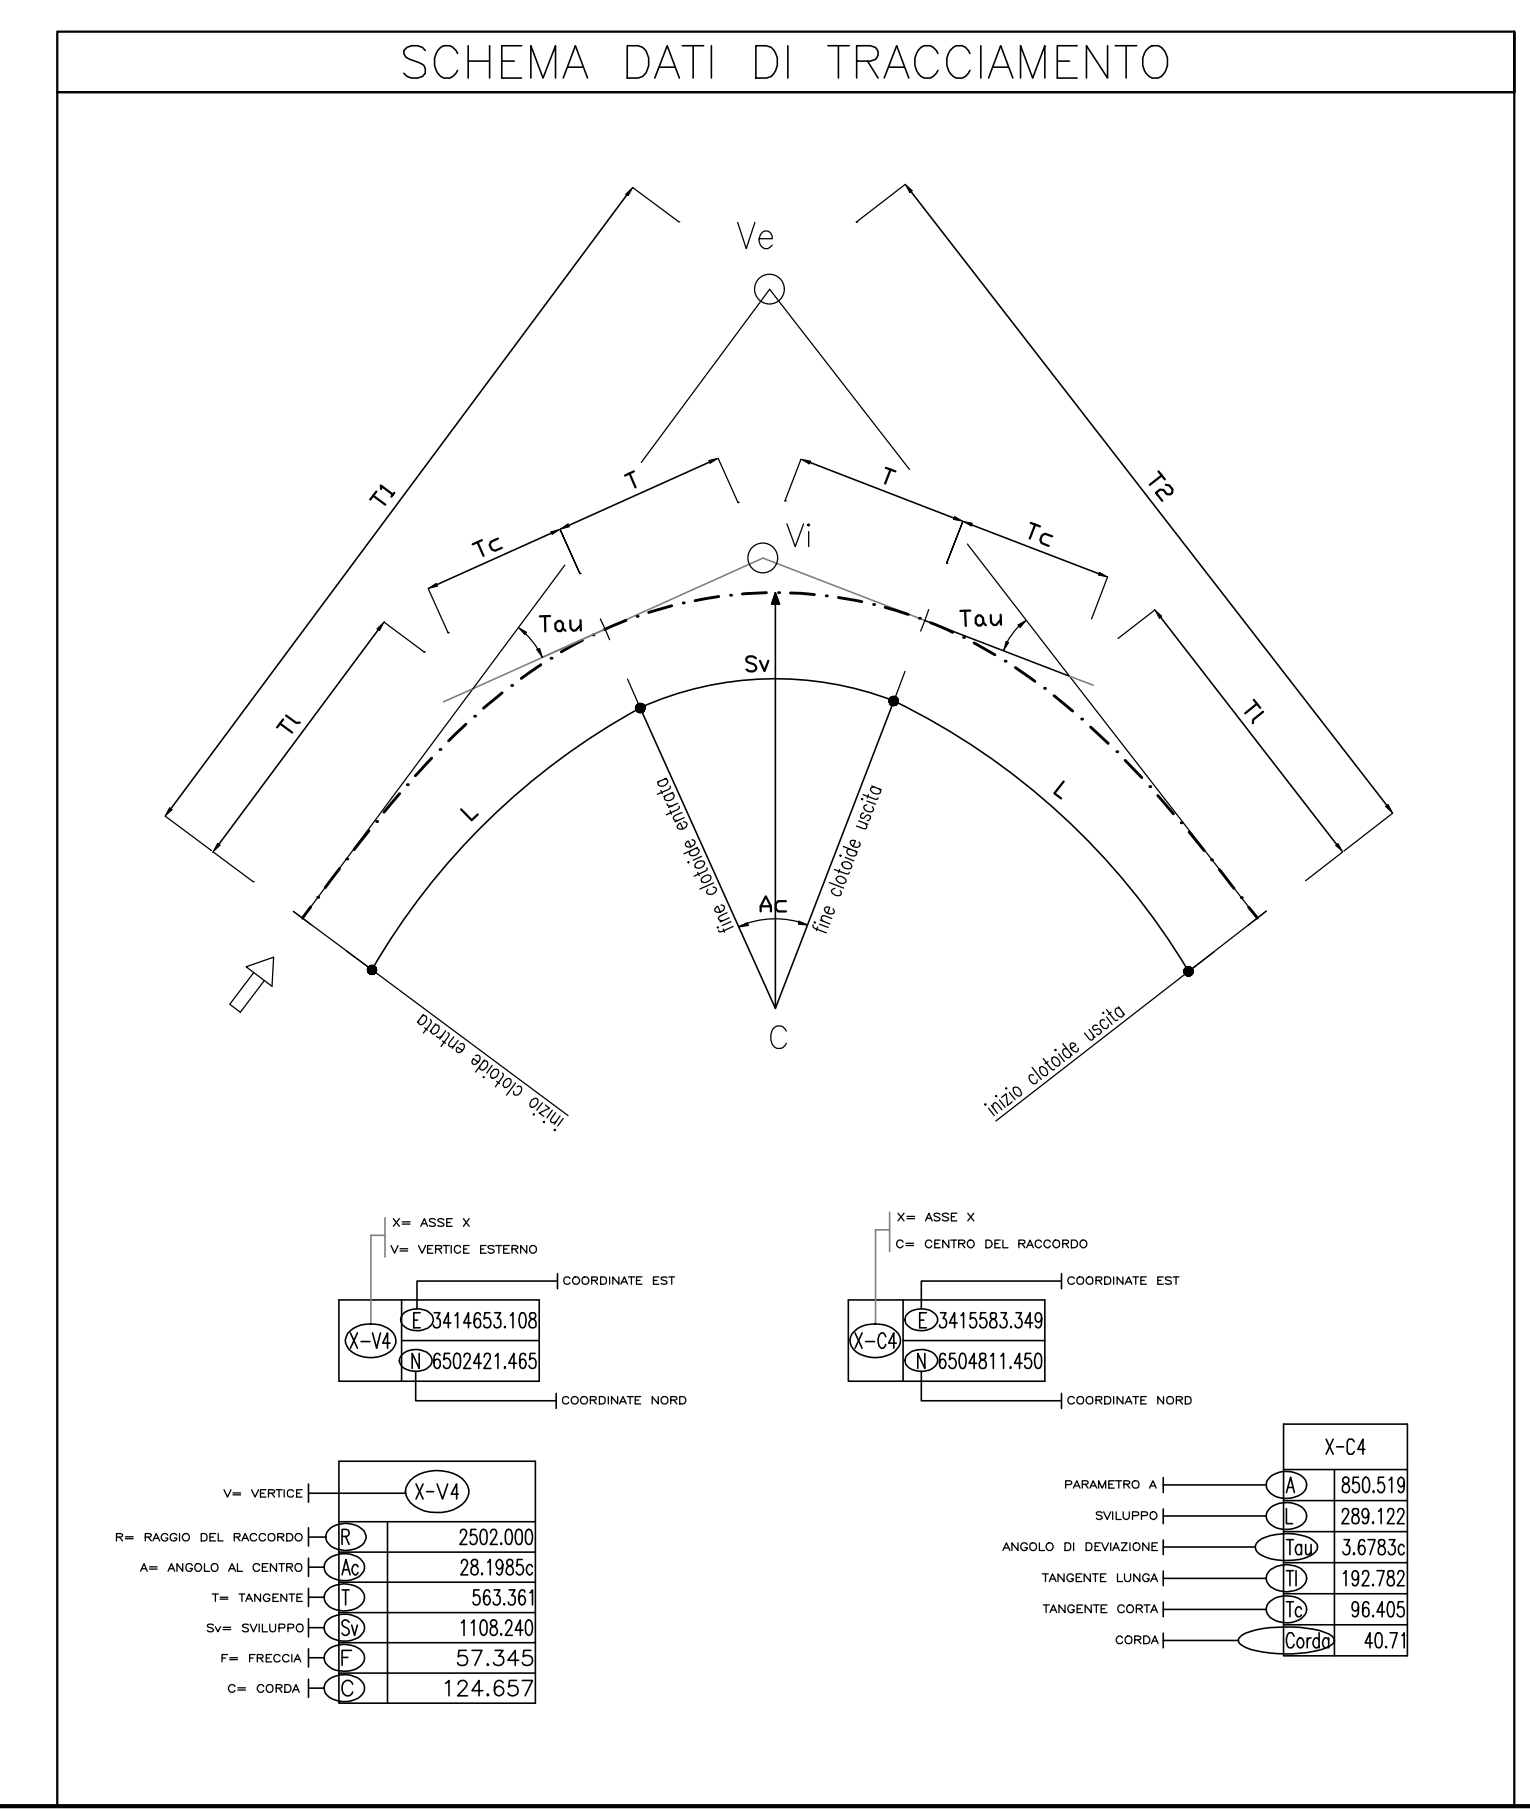 SCHEMA DATI DI TRACCIAMENTO
Ve
T1
T2
T
T
Tc
Tc
Vi
Tau
Tau
Sv
Tl
Tl
L
L
fine clotoide entrata
fine clotoide uscita
Ac
C
inizio clotoide entrata
inizio clotoide uscita
X= ASSE X
V= VERTICE ESTERNO
COORDINATE EST
X-V4
E 3414653.108
N 6502421.465
COORDINATE NORD
X= ASSE X
C= CENTRO DEL RACCORDO
COORDINATE EST
X-C4
E 3415583.349
N 6504811.450
COORDINATE NORD
V= VERTICE X-V4
R= RAGGIO DEL RACCORDO R 2502.000
A= ANGOLO AL CENTRO Ac 28.1985c
T= TANGENTE T 563.361
Sv= SVILUPPO Sv 1108.240
F= FRECCIA F 57.345
C= CORDA C 124.657
X-C4
PARAMETRO A A 850.519
SVILUPPO L 289.122
ANGOLO DI DEVIAZIONE Tau 3.6783c
TANGENTE LUNGA Tl 192.782
TANGENTE CORTA Tc 96.405
CORDA Corda 40.71